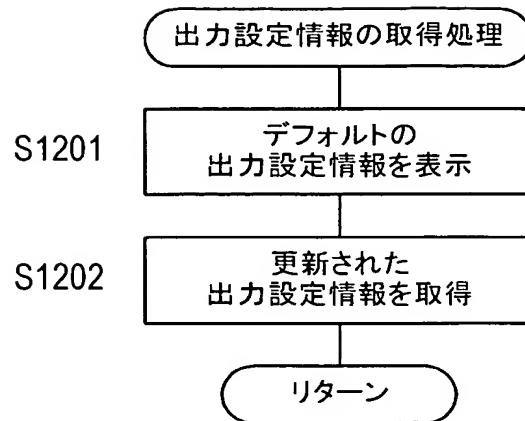 出力設定情報の取得処理
S1201
デフォルトの
出力設定情報を表示
S1202
更新された
出力設定情報を取得
リターン